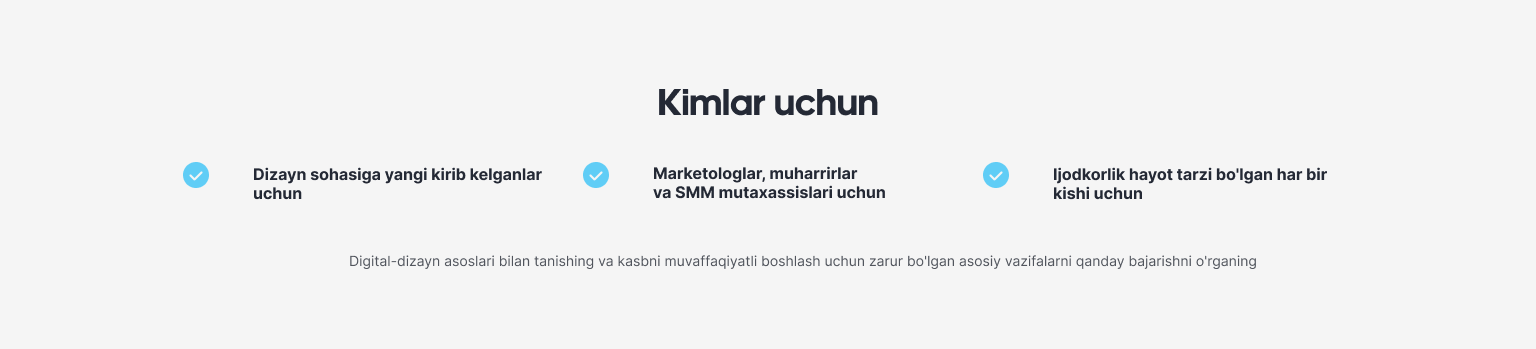 Kimlar uchun
Dizayn sohasiga yangi kirib kelganlar
uchun
Marketologlar, muharrirlar
va SMM mutaxassislari uchun
Ijodkorlik hayot tarzi bo'lgan har bir
kishi uchun
Digital-dizayn asoslari bilan tanishing va kasbni muvaffaqiyatli boshlash uchun zarur bo'lgan asosiy vazifalarni qanday bajarishni o'rganing